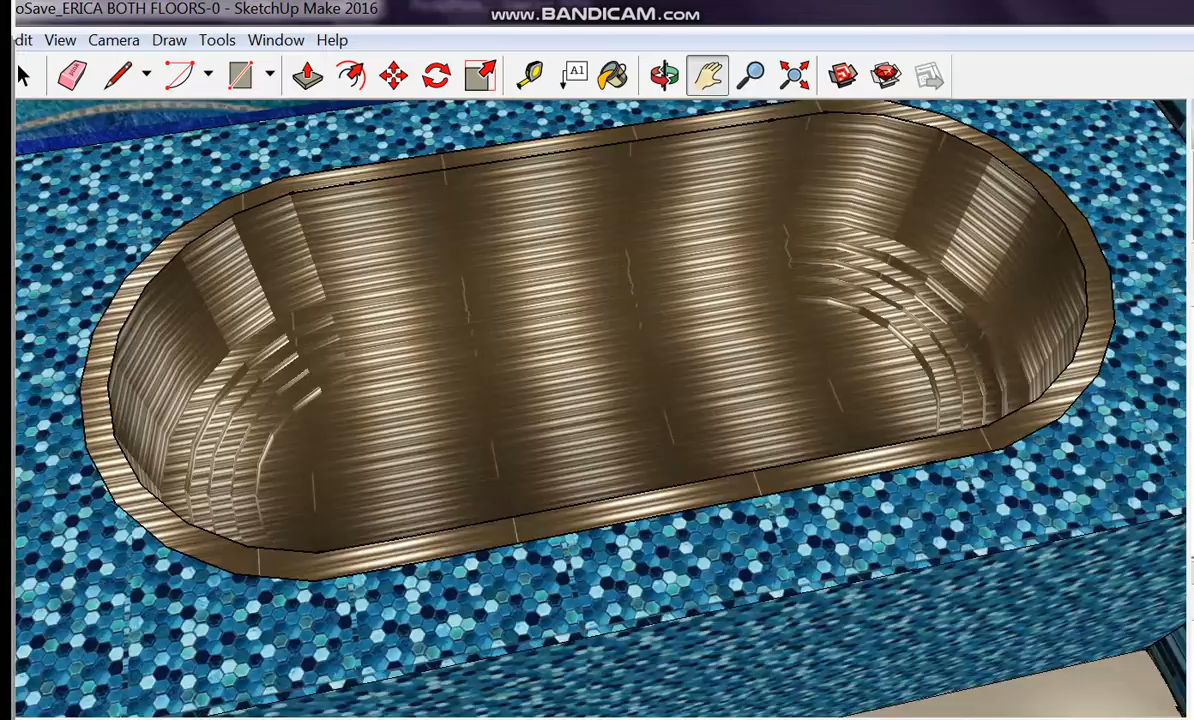 oSave_ERICA BOTH FLOORS-0 - SketchUp Make 2016
www.BANDICAM.com
dit View Camera Draw Tools Window Help
A1